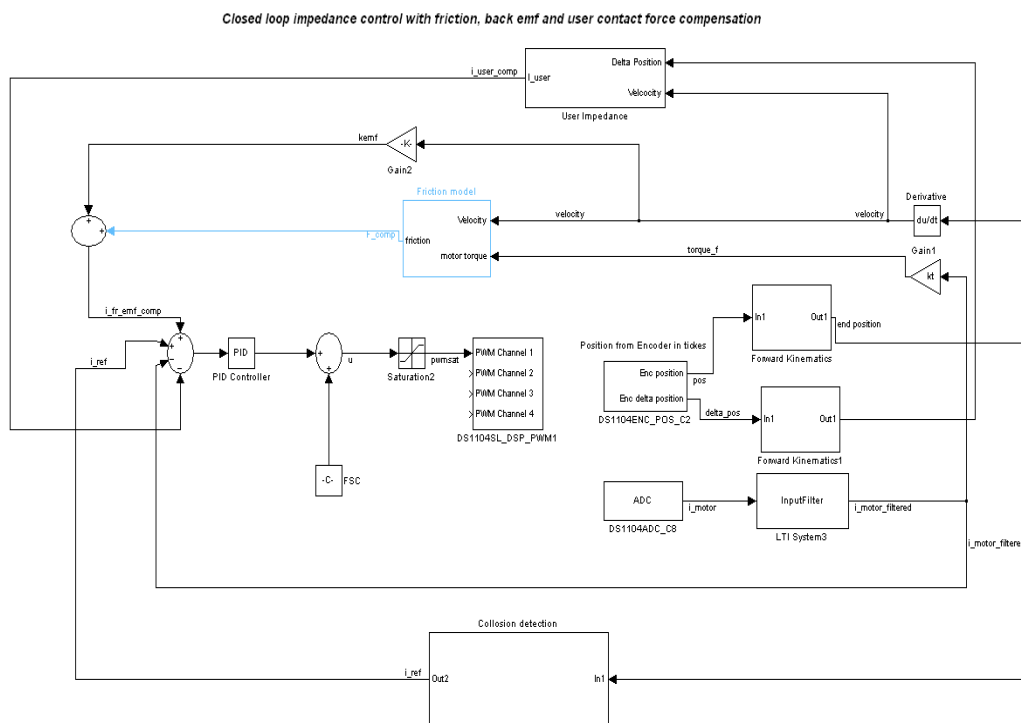 Closed loop impedance control with friction, back emf and user contact force compensation
i_user_comp
I_user
Delta Position
Velcocity
User Impedance
kemf
-K-
Gain2
Friction model
Velocity
friction
motor torque
F_comp
velocity
velocity
Derivative
du/dt
torque_f
Gain1
kt
+
+
i_fr_emf_comp
i_ref
+
+
−
−
PID
PID Controller
+
+
u
Saturation2
pwmsat
PWM Channel 1
PWM Channel 2
PWM Channel 3
PWM Channel 4
DS1104SL_DSP_PWM1
-C-
FSC
Position from Encoder in tickes
Enc position
Enc delta position
pos
delta_pos
DS1104ENC_POS_C2
In1
Out1
end position
Forward Kinematics
In1
Out1
Forward Kinematics1
ADC
i_motor
DS1104ADC_C8
InputFilter
i_motor_filtered
LTI System3
i_motor_filtere
Collosion detection
i_ref
Out2
In1